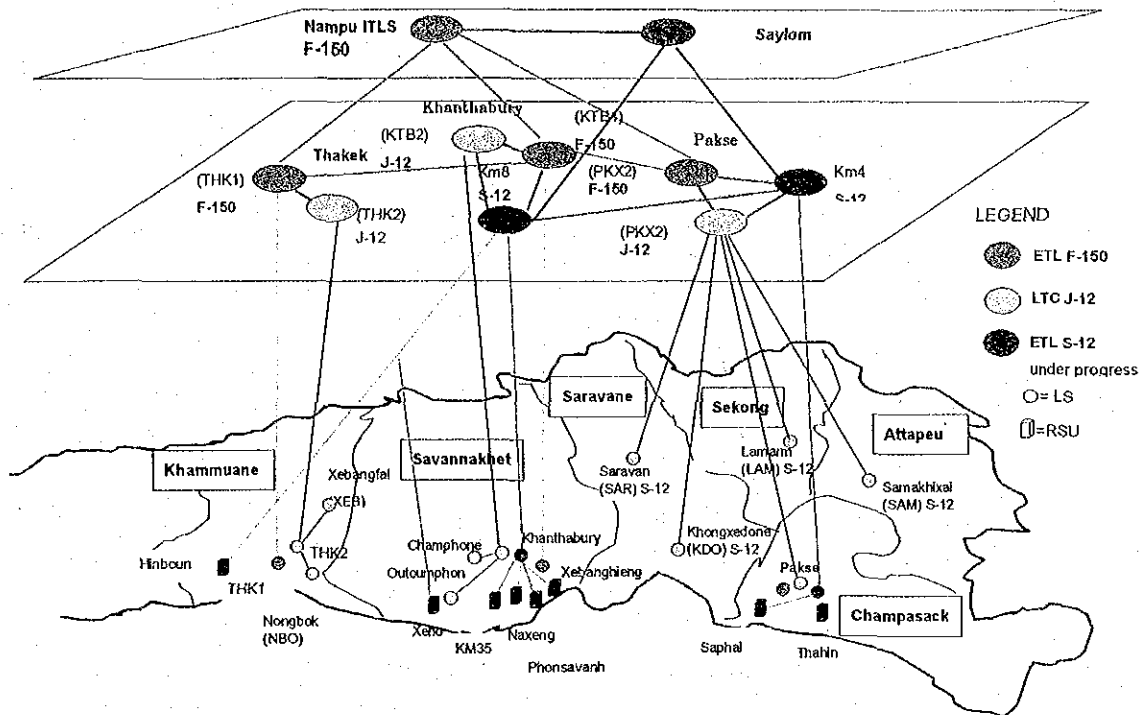 Nampu ITLS
F-150
Saylom
Khanthabury
(KTB2)
J-12
(KTB1)
F-150
Thakek
(THK1)
F-150
(THK2)
J-12
Km8
S-12
Pakse
(PKX2)
F-150
Km4
S-12
(PKX2)
J-12
LEGEND
ETL F-150
LTC J-12
ETL S-12
under progress
= LS
=RSU
Khammuane
Savannakhet
Saravane
Sekong
Attapeu
Xebangfai
(XEB)
Saravan
(SAR) S-12
Lamarm
(LAM) S-12
Samakhixai
(SAM) S-12
Khongxedone
(KDO) S-12
Hinboun
THK1
THK2
Nongbok
(NBO)
Champhone
Outoumphon
Khanthabury
Xebanghieng
Xeno
KM35
Naxeng
Phonsavanh
Pakse
Saphai
Thahin
Champasack